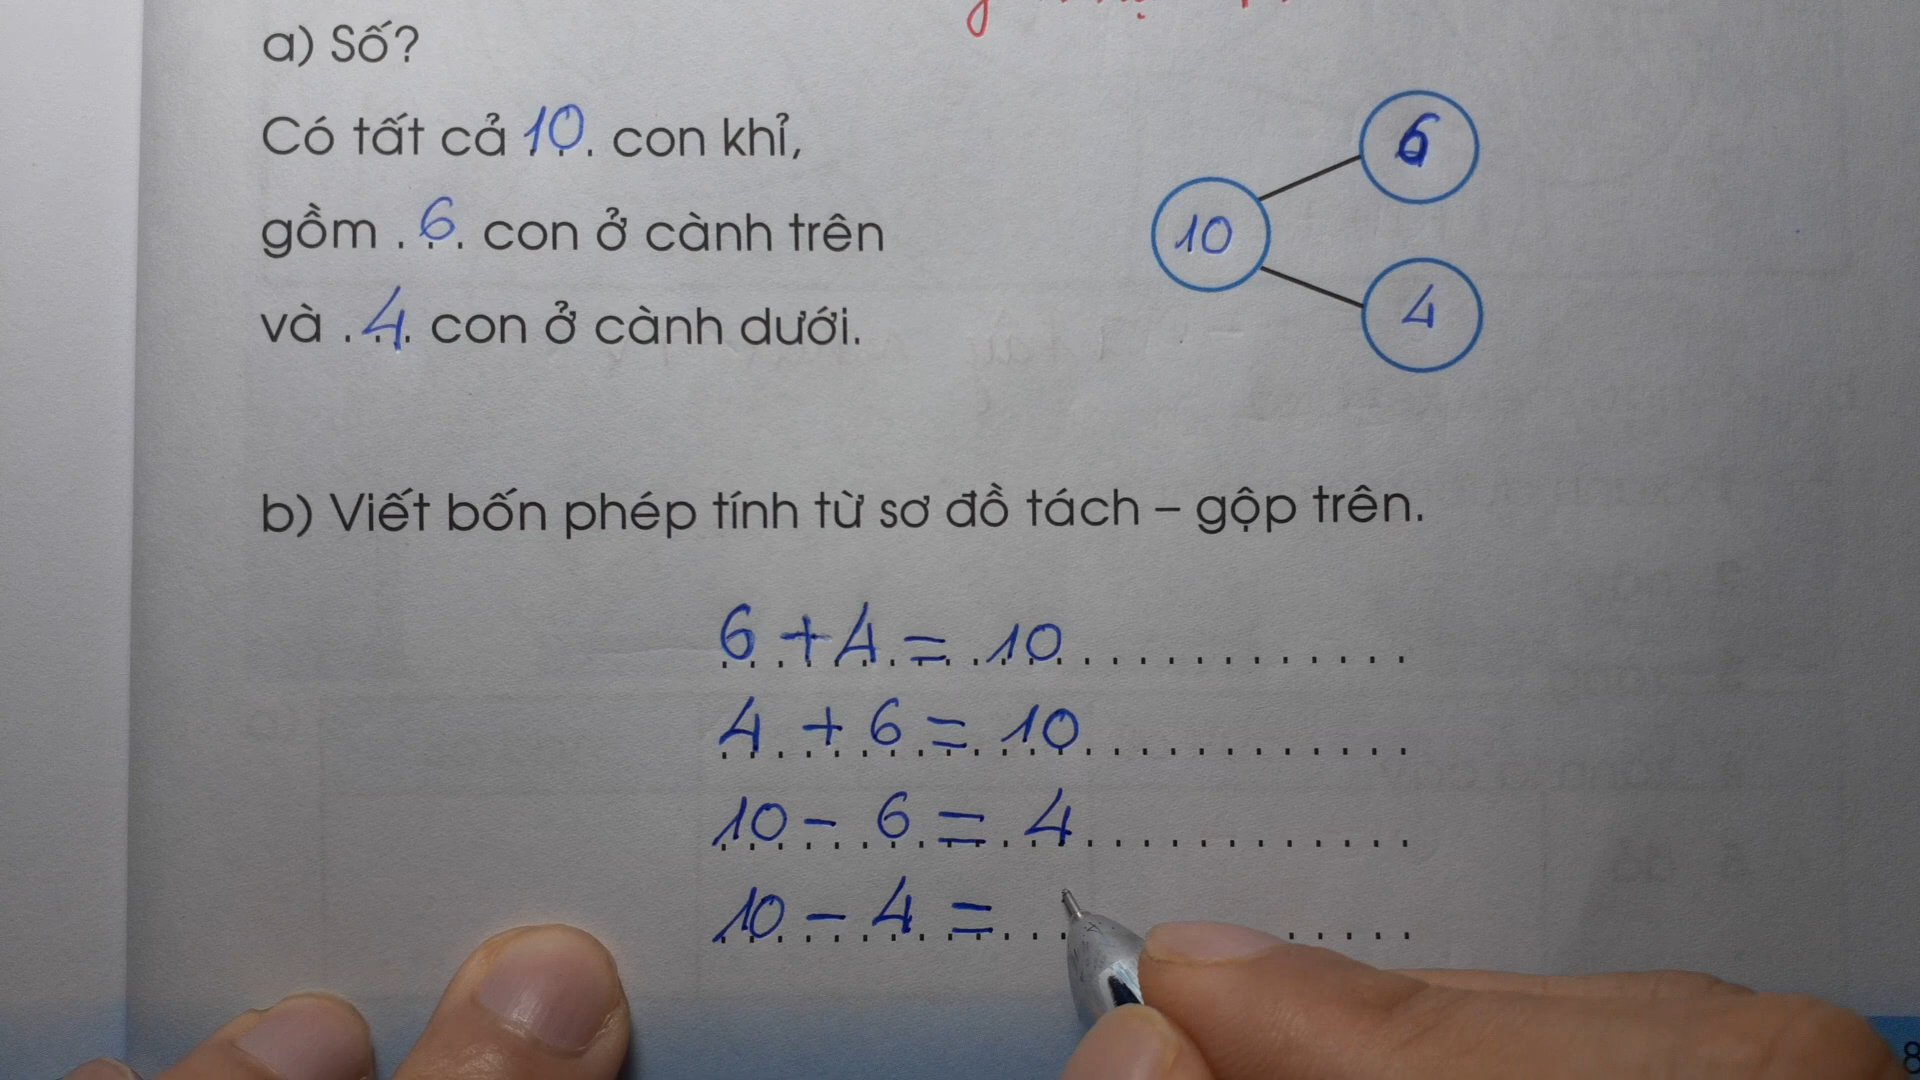 a) Số?
Có tất cả 10 con khỉ,
gồm 6 con ở cành trên
và 4 con ở cành dưới.
10
6
4
b) Viết bốn phép tính từ sơ đồ tách – gộp trên.
6 + 4 = 10
4 + 6 = 10
10 - 6 = 4
10 - 4 =
8